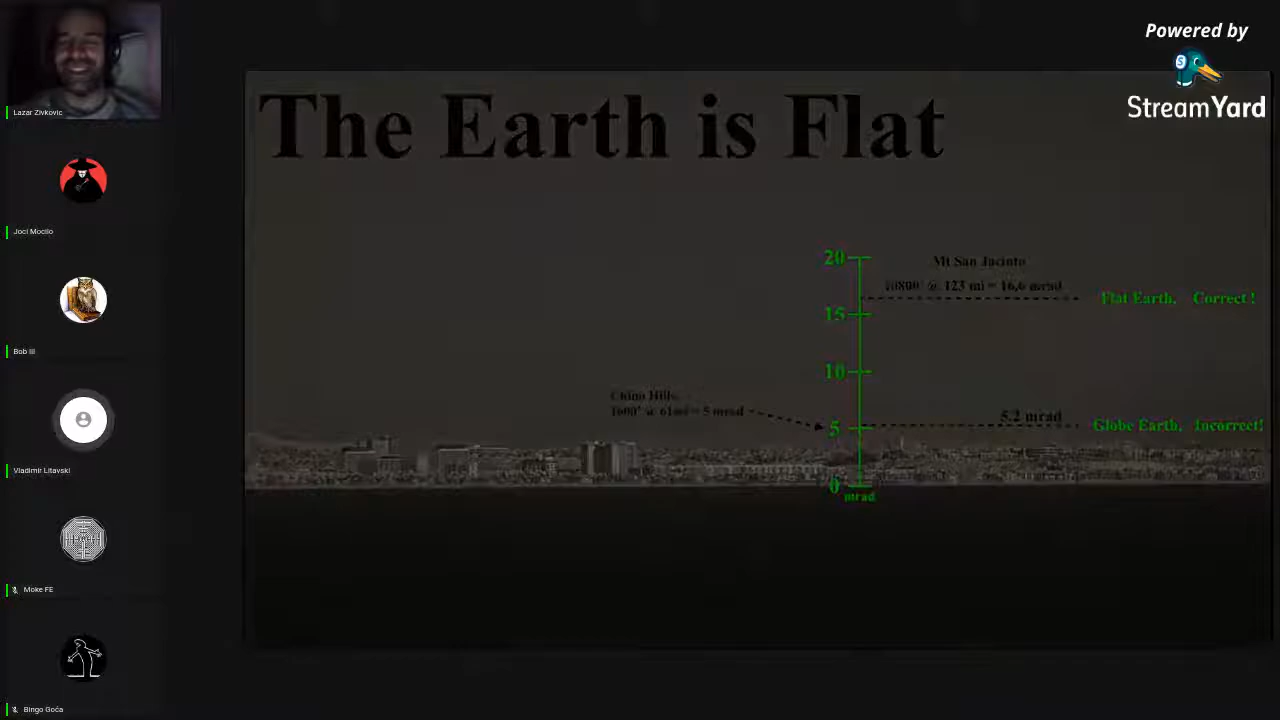 Powered by
StreamYard
Lazar Zivkovic
Joci Mocilo
Bob III
Vladimir Litavski
Moke FE
Bingo Goća
The Earth is Flat
20
Mt San Jacinto
10800' @ 123 mi = 16,6 mrad
Flat Earth, Correct !
15
10
Chino Hills
1600' @ 61mi = 5 mrad
5.2 mrad
5
Globe Earth, Incorrect!
0
mrad